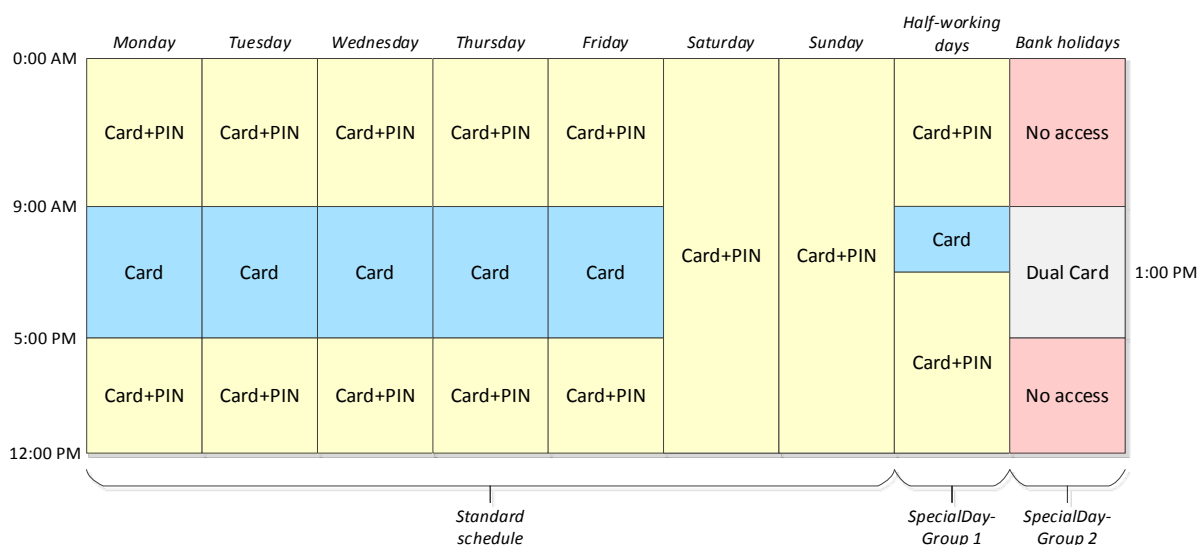 Half-working
Monday Tuesday Wednesday Thursday Friday Saturday Sunday days Bank holidays
0:00 AM
Card+PIN Card+PIN Card+PIN Card+PIN Card+PIN Card+PIN No access
9:00 AM
Card
Card+PIN Card+PIN
Card Card Card Card Card Dual Card 1:00 PM
5:00 PM
Card+PIN
Card+PIN Card+PIN Card+PIN Card+PIN Card+PIN No access
12:00 PM
Standard SpecialDay- SpecialDay-
schedule Group 1 Group 2